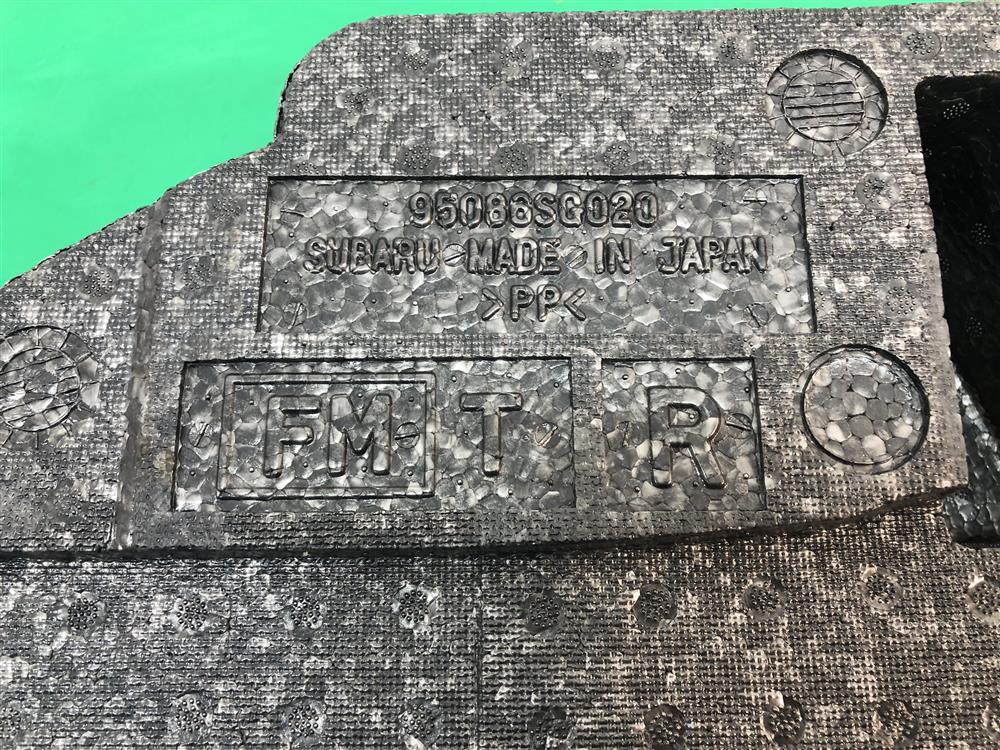 95086SG020
SUBARU MADE IN JAPAN
>PP<
FM T R